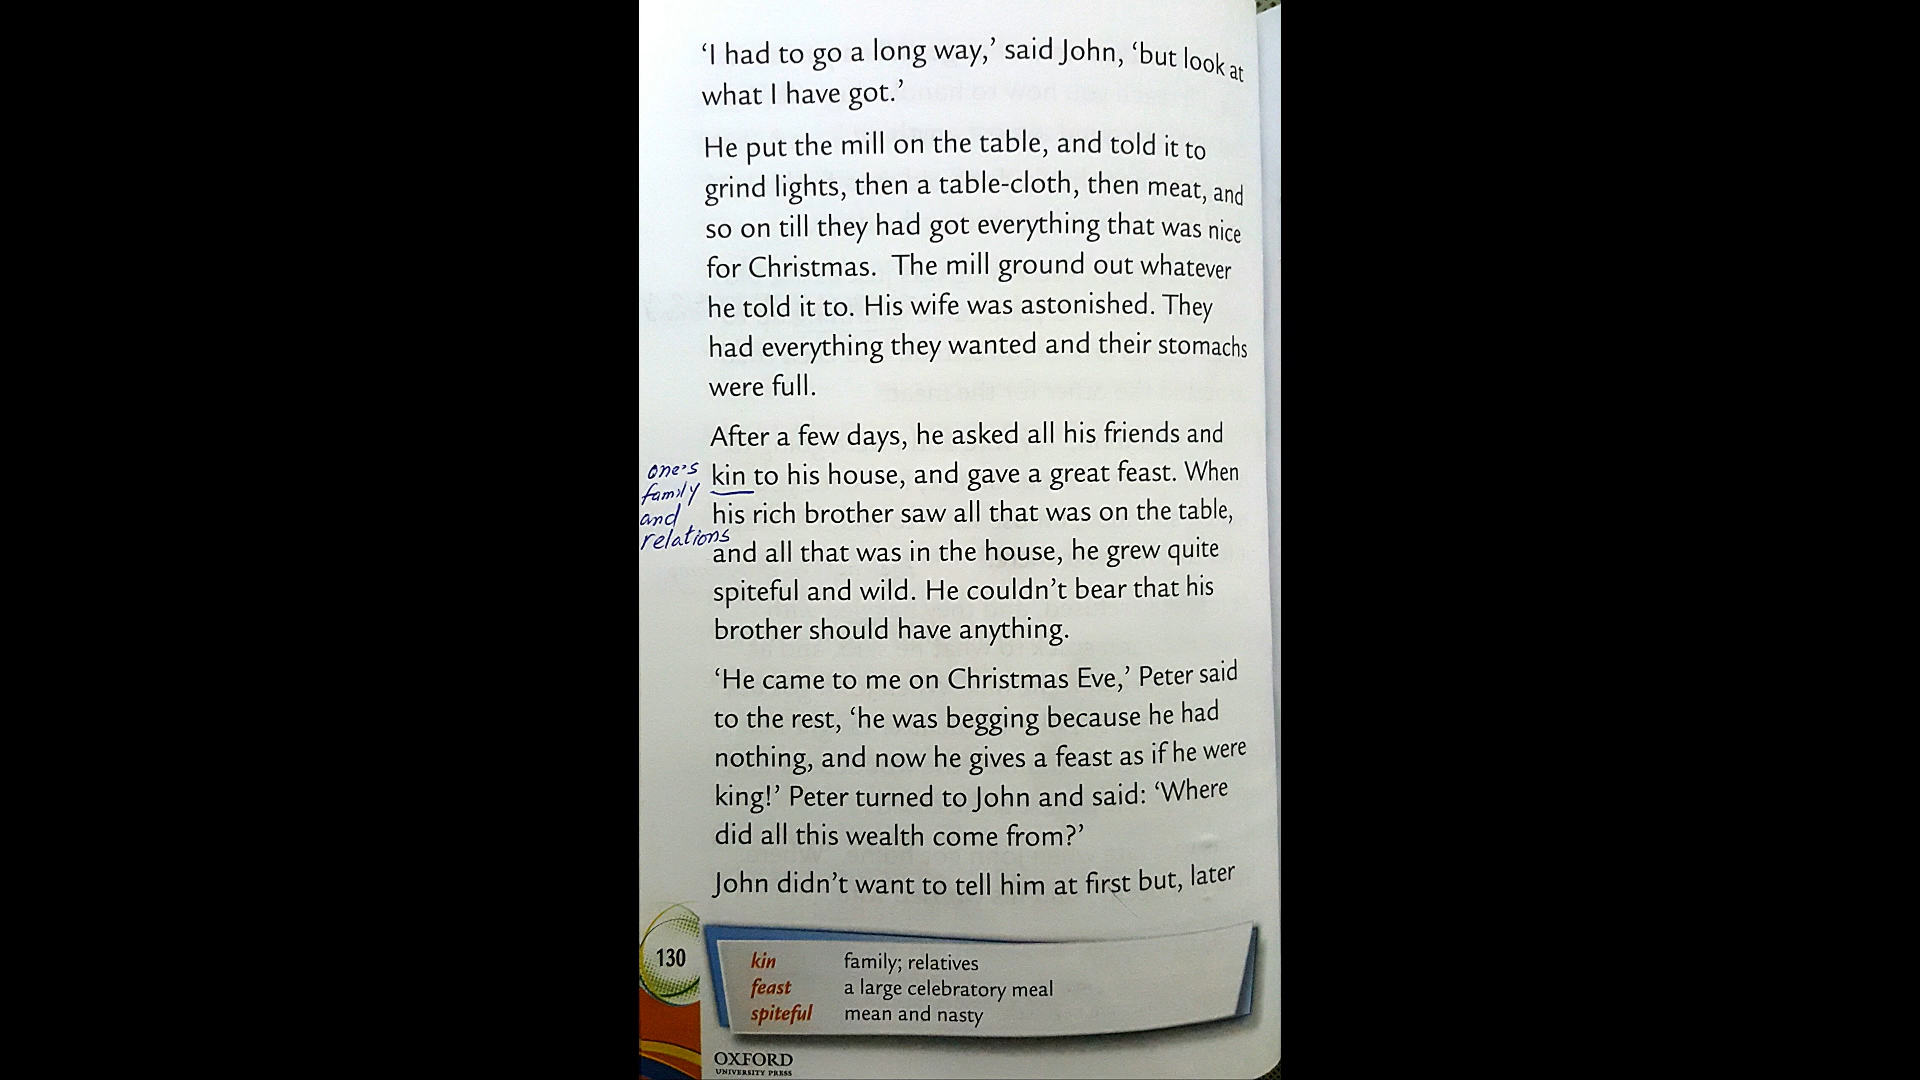 ‘I had to go a long way,’ said John, ‘but look at
what I have got.’
He put the mill on the table, and told it to
grind lights, then a table-cloth, then meat, and
so on till they had got everything that was nice
for Christmas. The mill ground out whatever
he told it to. His wife was astonished. They
had everything they wanted and their stomachs
were full.
After a few days, he asked all his friends and
kin to his house, and gave a great feast. When
his rich brother saw all that was on the table,
and all that was in the house, he grew quite
spiteful and wild. He couldn’t bear that his
brother should have anything.
one's
family
and
relations
‘He came to me on Christmas Eve,’ Peter said
to the rest, ‘he was begging because he had
nothing, and now he gives a feast as if he were
king!’ Peter turned to John and said: ‘Where
did all this wealth come from?’
John didn’t want to tell him at first but, later
130
kin family; relatives
feast a large celebratory meal
spiteful mean and nasty
OXFORD
UNIVERSITY PRESS